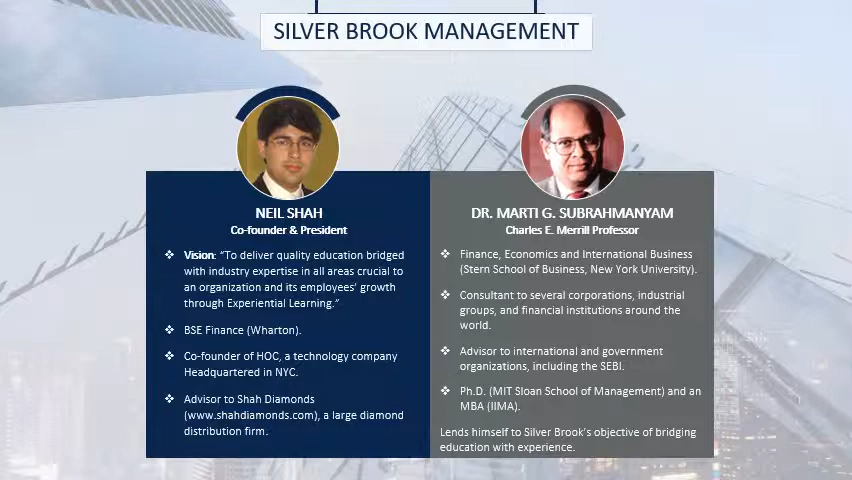 SILVER BROOK MANAGEMENT
NEIL SHAH
Co-founder & President
❖ Vision: “To deliver quality education bridged
with industry expertise in all areas crucial to
an organization and its employees’ growth
through Experiential Learning.”
❖ BSE Finance (Wharton).
❖ Co-founder of HOC, a technology company
Headquartered in NYC.
❖ Advisor to Shah Diamonds
(www.shahdiamonds.com), a large diamond
distribution firm.
DR. MARTI G. SUBRAHMANYAM
Charles E. Merrill Professor
❖ Finance, Economics and International Business
(Stern School of Business, New York University).
❖ Consultant to several corporations, industrial
groups, and financial institutions around the
world.
❖ Advisor to international and government
organizations, including the SEBI.
❖ Ph.D. (MIT Sloan School of Management) and an
MBA (IIMA).
Lends himself to Silver Brook’s objective of bridging
education with experience.